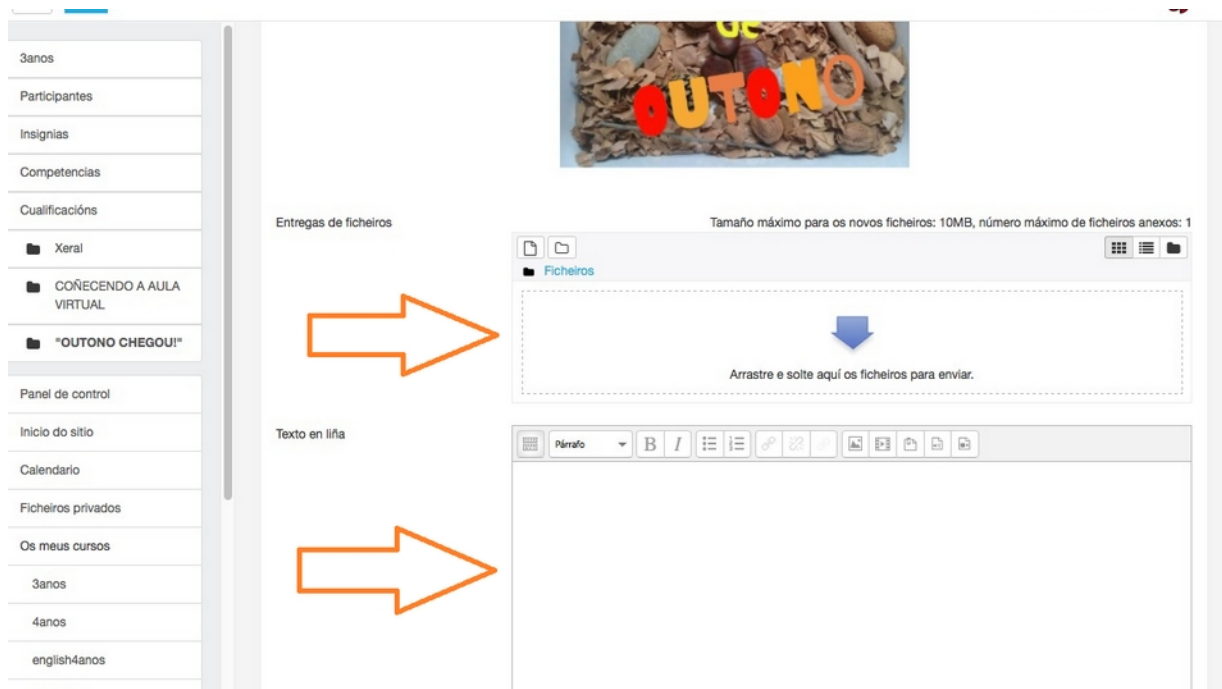 3anos
Participantes
Insignias
Competencias
Cualificacións
Xeral
COÑECENDO A AULA
VIRTUAL
"OUTONO CHEGOU!"
Panel de control
Inicio do sitio
Calendario
Ficheiros privados
Os meus cursos
3anos
4anos
english4anos
de
OUTONO
Entregas de ficheiros
Tamaño máximo para os novos ficheiros: 10MB, número máximo de ficheiros anexos: 1
Ficheiros
Arrastre e solte aquí os ficheiros para enviar.
Texto en liña
Párrafo
B I